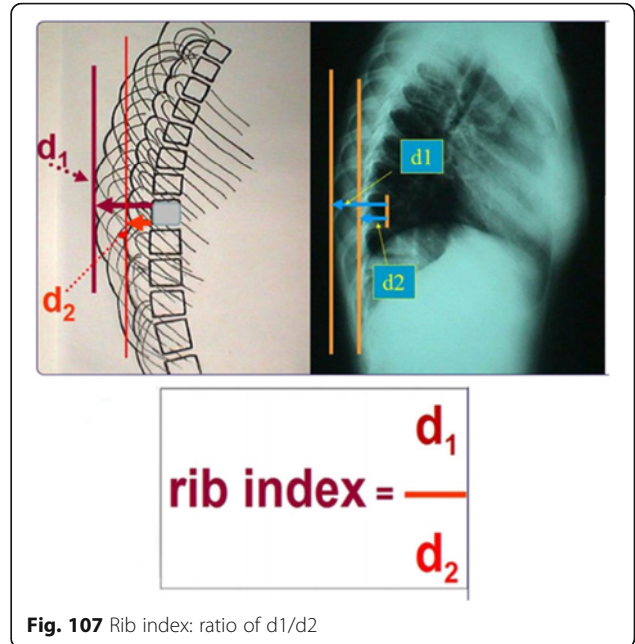 d₁
d₂
d1
d2
rib index = d₁ / d₂
Fig. 107 Rib index: ratio of d1/d2